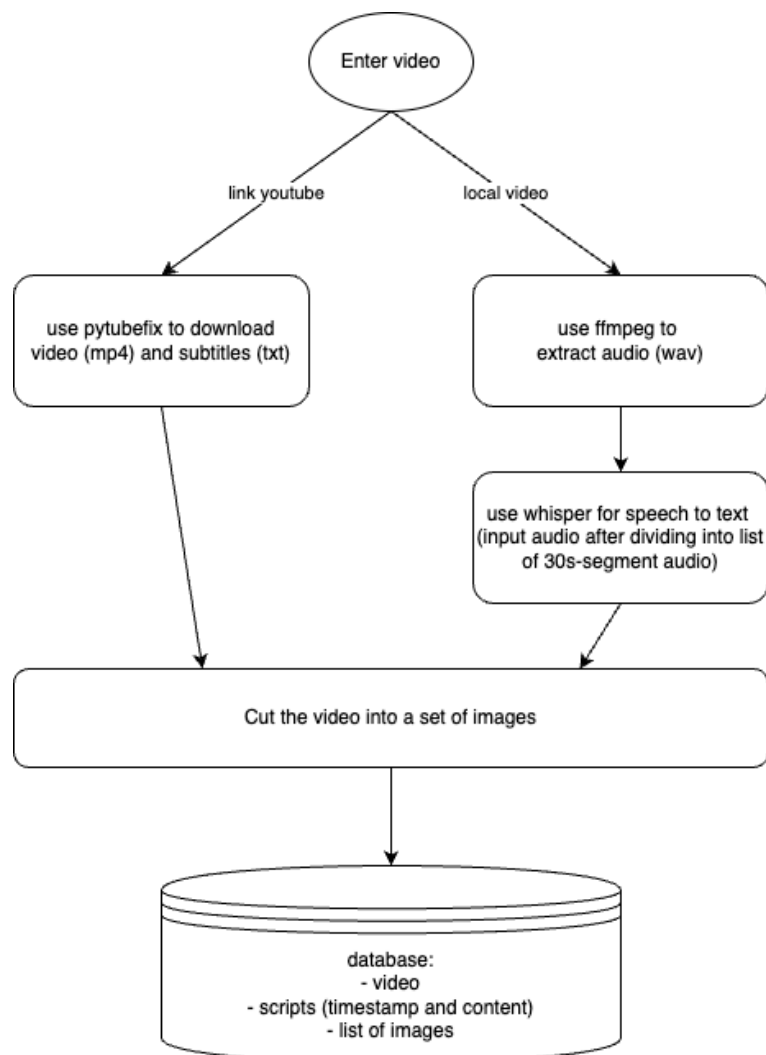 Enter video
link youtube
local video
use pytubefix to download
video (mp4) and subtitles (txt)
use ffmpeg to
extract audio (wav)
use whisper for speech to text
(input audio after dividing into list
of 30s-segment audio)
Cut the video into a set of images
database:
- video
- scripts (timestamp and content)
- list of images